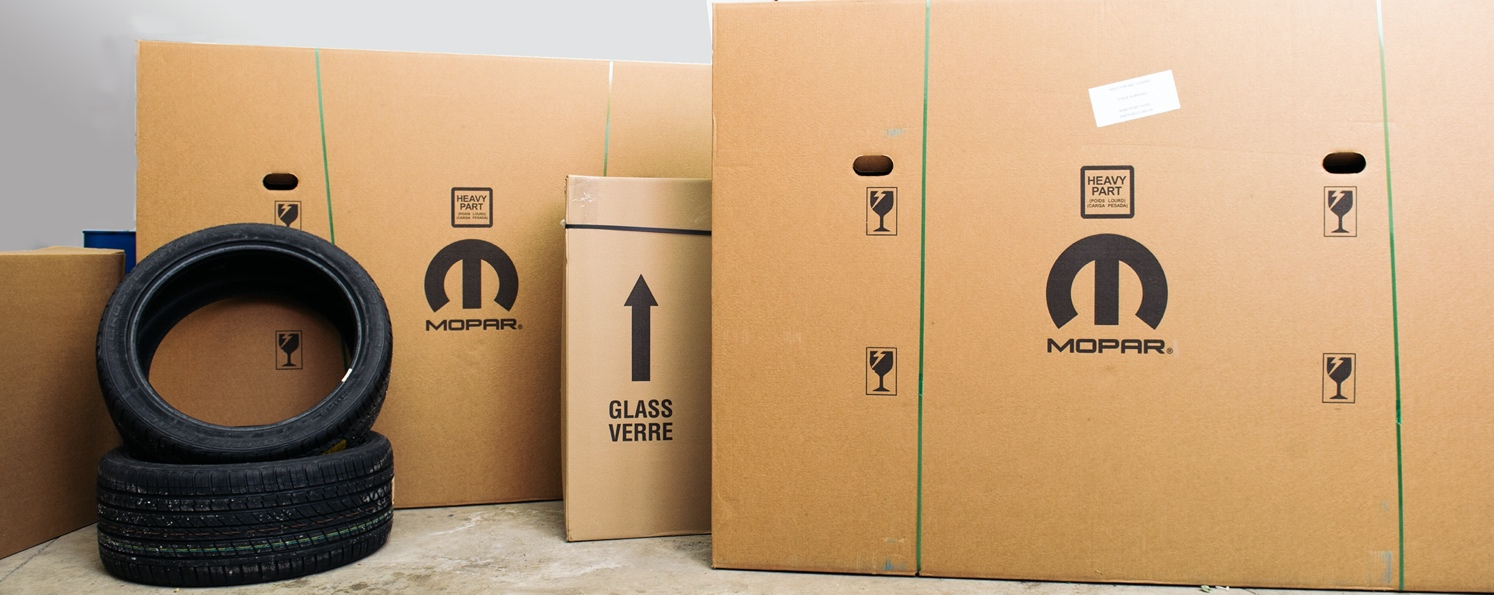 HEAVY
PART
(POIDS LOURD)
(CARGA PESADA)
MOPAR®
GLASS
VERRE
HEAVY
PART
(POIDS LOURD)
(CARGA PESADA)
MOPAR®